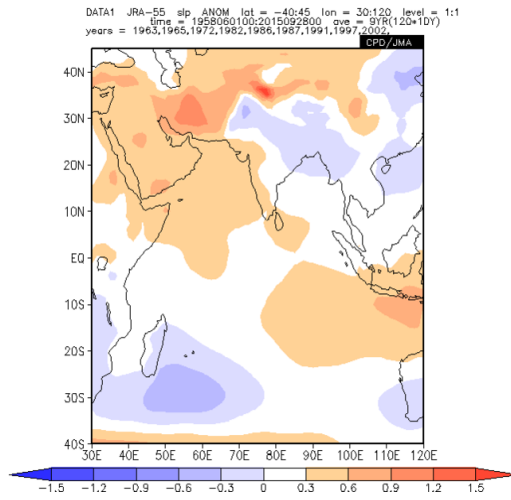 DATA1 JRA-55 slp ANOM lat = -40:45 lon = 30:120 level = 1:1
time = 1958060100:2015092800 ave = 9YR(120*1DY)
years = 1963,1965,1972,1982,1986,1987,1991,1997,2002,
CPD/JMA
40N
30N
20N
10N
EQ
10S
20S
30S
40S
30E 40E 50E 60E 70E 80E 90E 100E 110E 120E
-1.5 -1.2 -0.9 -0.6 -0.3 0 0.3 0.6 0.9 1.2 1.5